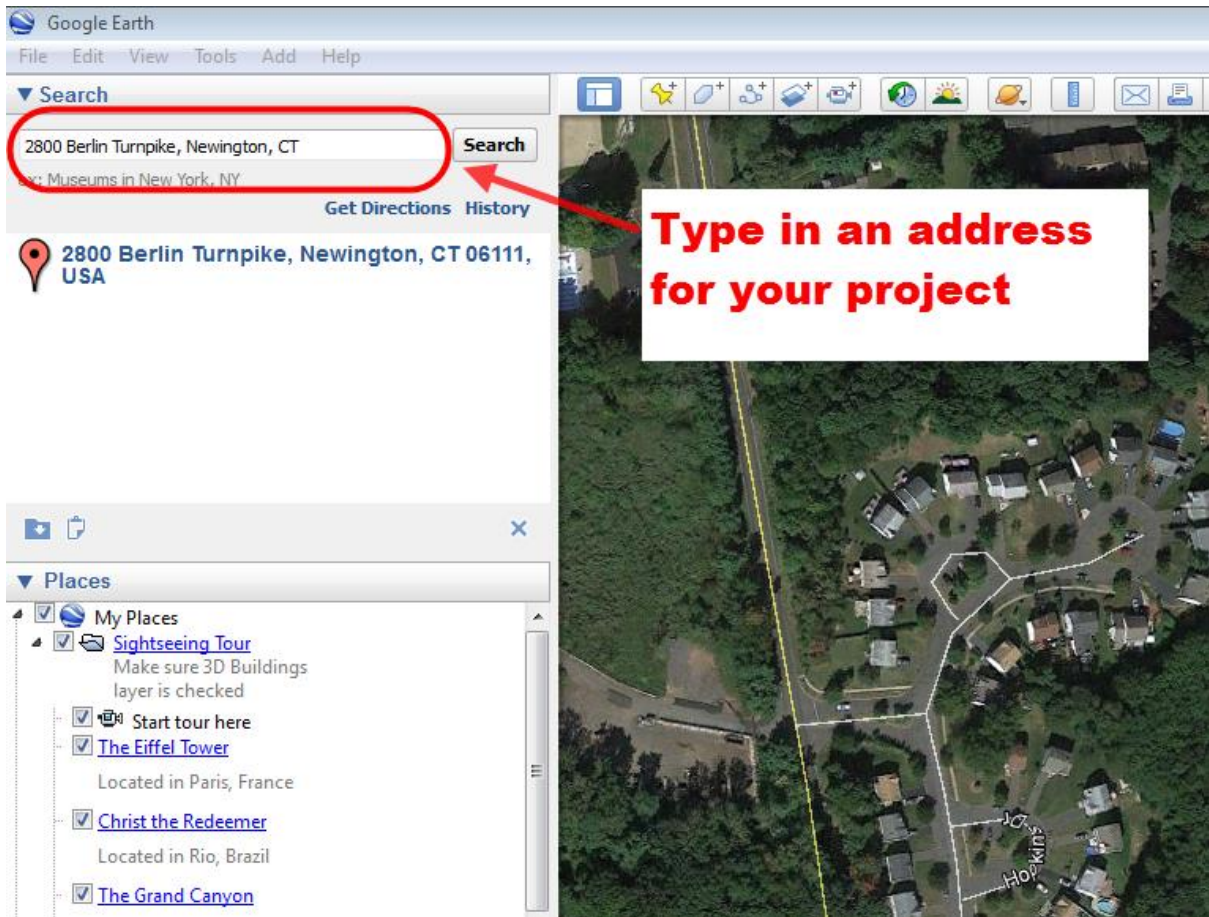 Google Earth
File Edit View Tools Add Help
Search
2800 Berlin Turnpike, Newington, CT
Search
ex: Museums in New York, NY
Get Directions History
2800 Berlin Turnpike, Newington, CT 06111,
USA
Type in an address
for your project
Places
My Places
Sightseeing Tour
Make sure 3D Buildings
layer is checked
Start tour here
The Eiffel Tower
Located in Paris, France
Christ the Redeemer
Located in Rio, Brazil
The Grand Canyon
Hopkins